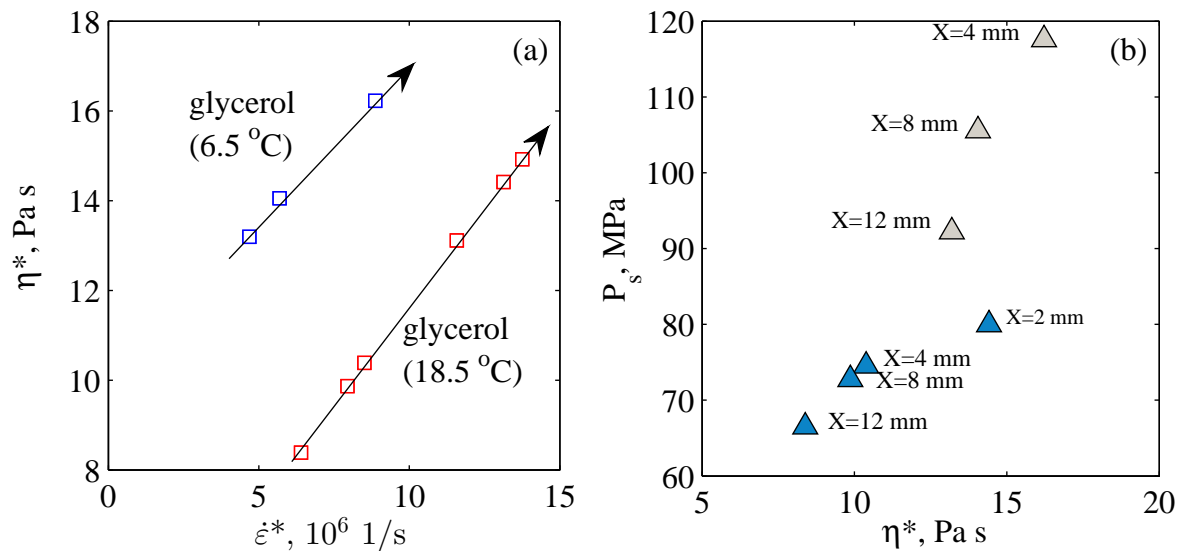 (a)
18
16
14
12
10
8
0
5
10
15
η*, Pa s
ε̇*, 10⁶ 1/s
glycerol
(6.5 °C)
glycerol
(18.5 °C)
(b)
120
110
100
90
80
70
60
5
10
15
20
Pₛ, MPa
η*, Pa s
X=4 mm
X=8 mm
X=12 mm
X=2 mm
X=4 mm
X=8 mm
X=12 mm